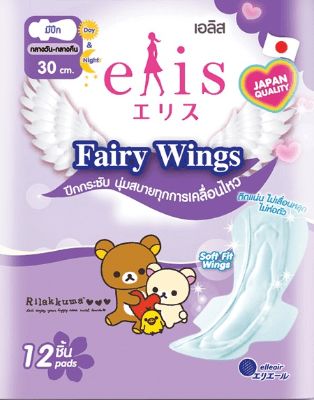 มีปีก
กลางวัน-กลางคืน
30 cm.
Day
&
Night
เอลิส
elis
エリス
JAPAN
QUALITY
Fairy Wings
ปีกกระชับ นุ่มสบายทุกการเคลื่อนไหว
ติดแน่น ไม่เลื่อนหลุด
ไม่ห่อตัว
Soft Fit
Wings
Rilakkuma
12 ชิ้น
pads
elleair
エリエール